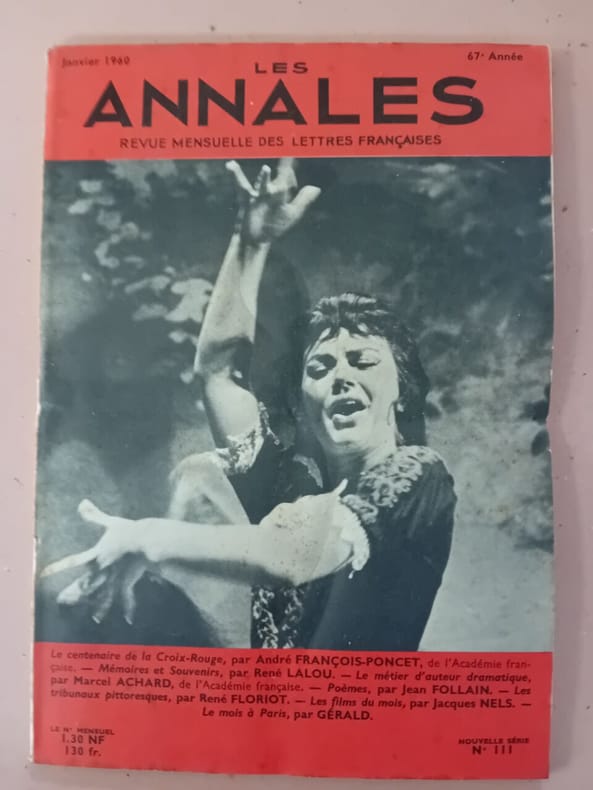 Janvier 1960
67e Année
LES
ANNALES
REVUE MENSUELLE DES LETTRES FRANÇAISES
Le centenaire de la Croix-Rouge, par André FRANÇOIS-PONCET, de l'Académie fran-
çaise. — Mémoires et Souvenirs, par René LALOU. — Le métier d'auteur dramatique,
par Marcel ACHARD, de l'Académie française. — Poèmes, par Jean FOLLAIN. — Les
tribunaux pittoresques, par René FLORIOT. — Les films du mois, par Jacques NELS. —
Le mois à Paris, par GÉRALD.
LE No MENSUEL
1.30 NF
130 fr.
NOUVELLE SÉRIE
No 111